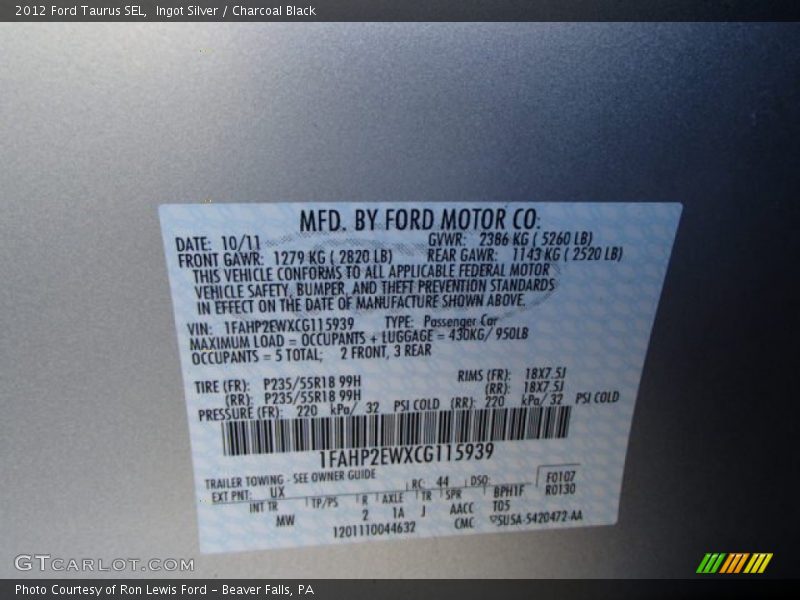 2012 Ford Taurus SEL, Ingot Silver / Charcoal Black
MFD. BY FORD MOTOR CO.
DATE: 10/11 GVWR: 2386 KG ( 5260 LB)
FRONT GAWR: 1279 KG ( 2820 LB) REAR GAWR: 1143 KG ( 2520 LB)
THIS VEHICLE CONFORMS TO ALL APPLICABLE FEDERAL MOTOR
VEHICLE SAFETY, BUMPER, AND THEFT PREVENTION STANDARDS
IN EFFECT ON THE DATE OF MANUFACTURE SHOWN ABOVE.
VIN: 1FAHP2EWXCG115939 TYPE: Passenger Car
MAXIMUM LOAD = OCCUPANTS + LUGGAGE = 430KG/ 950LB
OCCUPANTS = 5 TOTAL; 2 FRONT, 3 REAR
TIRE (FR): P235/55R18 99H RIMS (FR): 18X7.5J
(RR): P235/55R18 99H (RR): 18X7.5J
PRESSURE (FR): 220 kPa/ 32 PSI COLD (RR): 220 kPa/ 32 PSI COLD
1FAHP2EWXCG115939
TRAILER TOWING - SEE OWNER GUIDE
EXT PNT: UX RC: 44 DSO: F0107
INT TR TP/PS R AXLE TR SPR BPH1F R0130
MW 2 1A J AACC T05
1201110044632 CMC SUSA-5420472-AA
GTCARLOT.COM
Photo Courtesy of Ron Lewis Ford - Beaver Falls, PA